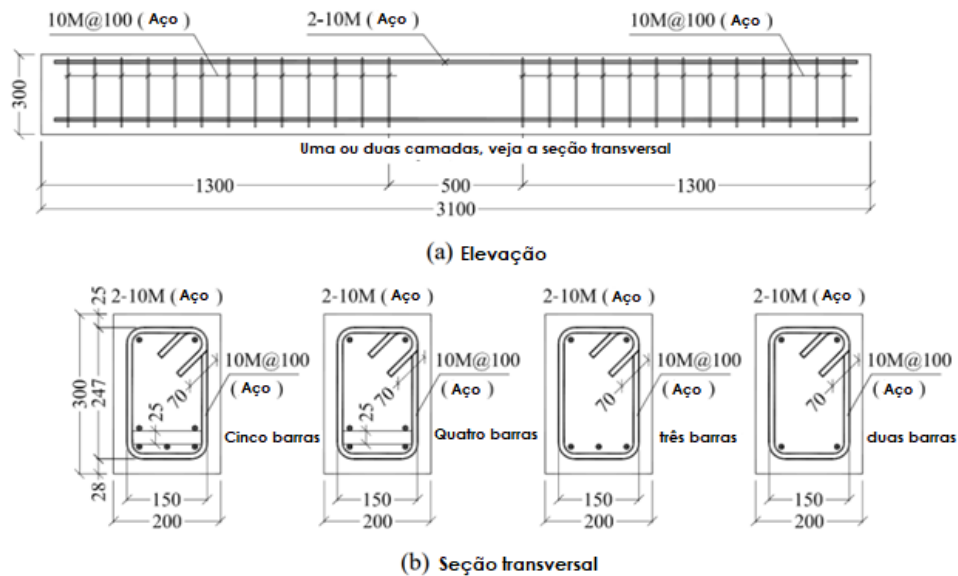 10M@100 ( Aço )
2-10M ( Aço )
10M@100 ( Aço )
300
Uma ou duas camadas, veja a seção transversal
1300
500
1300
3100
(a) Elevação
2-10M ( Aço )
2-10M ( Aço )
2-10M ( Aço )
2-10M ( Aço )
25
300
247
28
10M@100
( Aço )
70
25
Cinco barras
150
200
10M@100
( Aço )
70
25
Quatro barras
150
200
10M@100
( Aço )
70
três barras
150
200
10M@100
( Aço )
70
duas barras
150
200
(b) Seção transversal